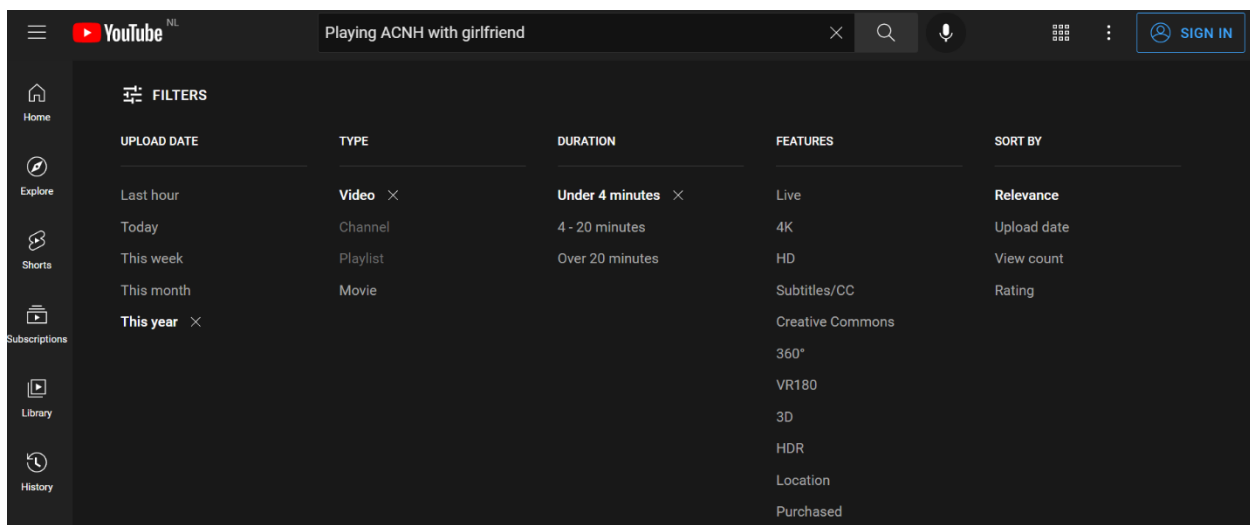 YouTube NL
Playing ACNH with girlfriend
SIGN IN
Home
Explore
Shorts
Subscriptions
Library
History
FILTERS
UPLOAD DATE
Last hour
Today
This week
This month
This year
TYPE
Video
Channel
Playlist
Movie
DURATION
Under 4 minutes
4 - 20 minutes
Over 20 minutes
FEATURES
Live
4K
HD
Subtitles/CC
Creative Commons
360°
VR180
3D
HDR
Location
Purchased
SORT BY
Relevance
Upload date
View count
Rating